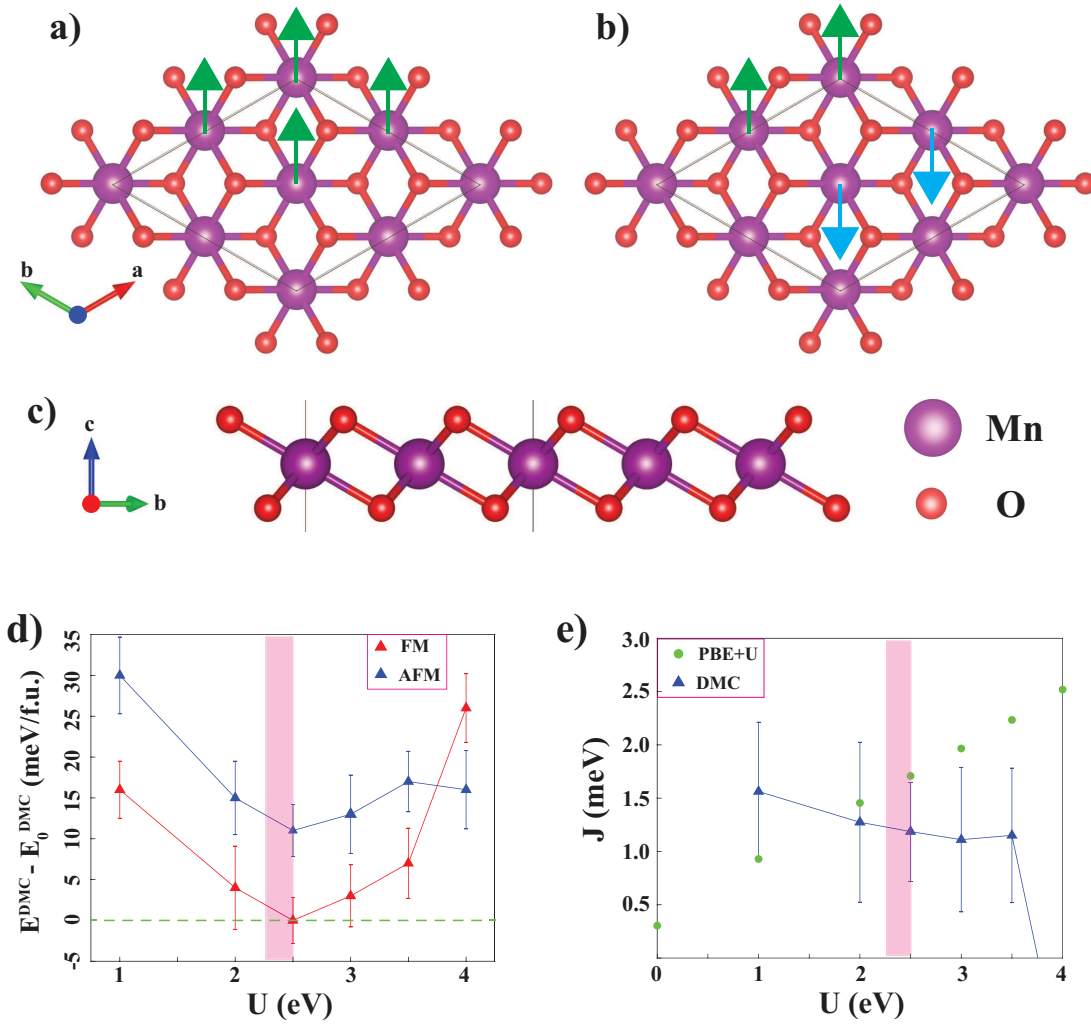 a)
b)
b
a
c)
c
b
Mn
O
d)
E^DMC - E_0^DMC (meV/f.u.)
35
30
25
20
15
10
5
0
-5
FM
AFM
1
2
3
4
U (eV)
e)
J (meV)
3.0
2.5
2.0
1.5
1.0
0.5
PBE+U
DMC
0
1
2
3
4
U (eV)